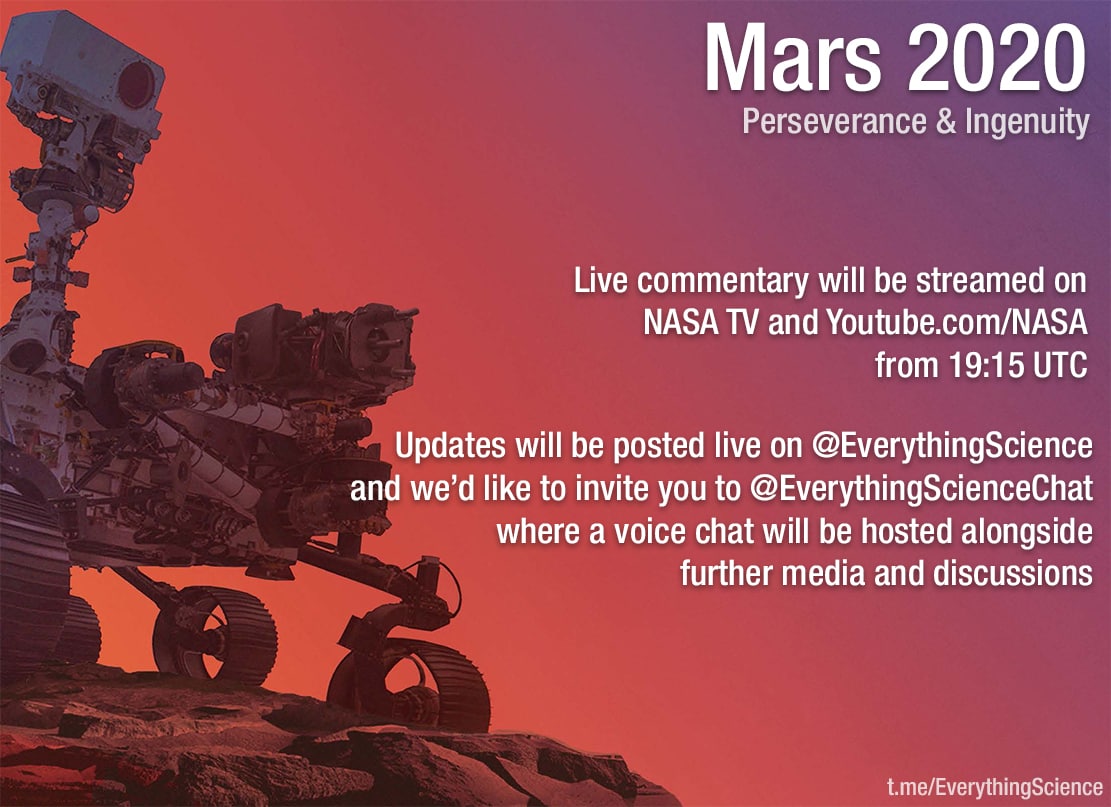 Mars 2020
Perseverance & Ingenuity
Live commentary will be streamed on
NASA TV and Youtube.com/NASA
from 19:15 UTC
Updates will be posted live on @EverythingScience
and we’d like to invite you to @EverythingScienceChat
where a voice chat will be hosted alongside
further media and discussions
t.me/EverythingScience